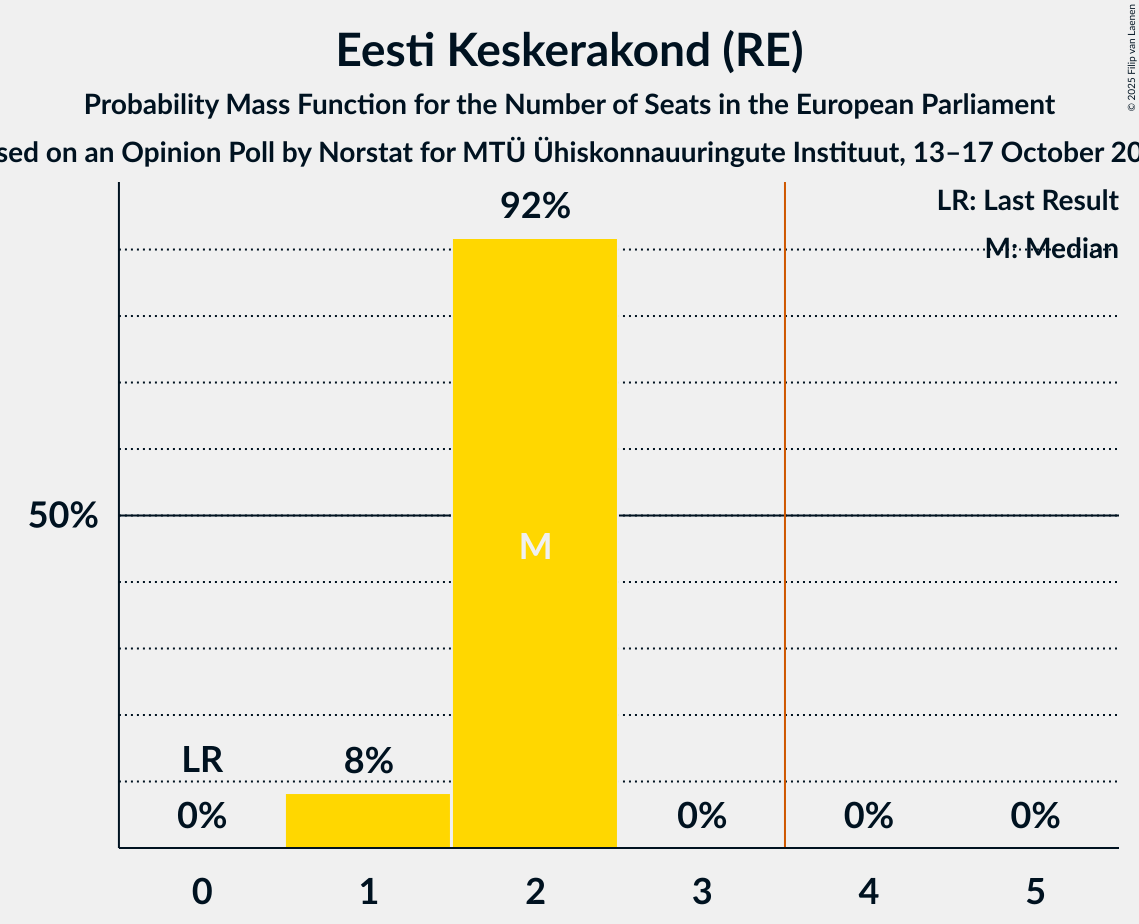 Eesti Keskerakond (RE)
Probability Mass Function for the Number of Seats in the European Parliament
sed on an Opinion Poll by Norstat for MTÜ Ühiskonnauuringute Instituut, 13–17 October 20
© 2025 Filip van Laenen
LR: Last Result
M: Median
92%
50%
M
LR
8%
0%
0%
0%
0%
0
1
2
3
4
5